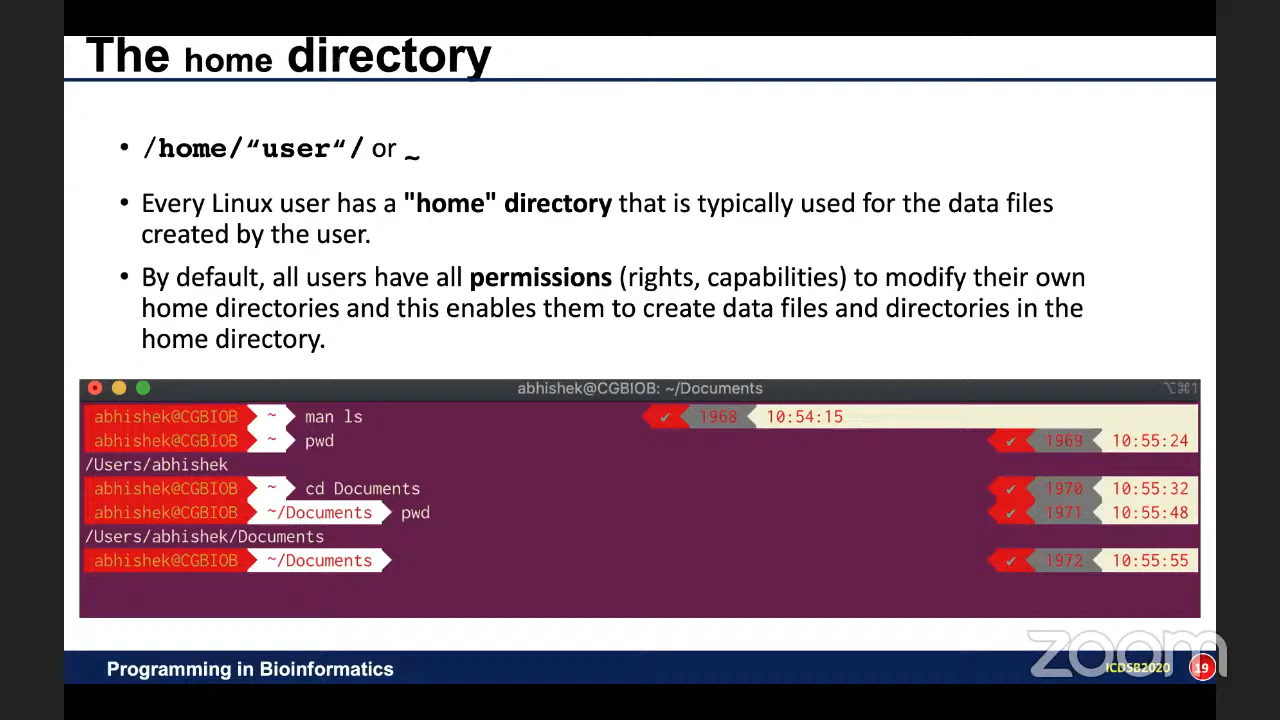 The home directory
• /home/“user“/ or ~
• Every Linux user has a "home" directory that is typically used for the data files
created by the user.
• By default, all users have all permissions (rights, capabilities) to modify their own
home directories and this enables them to create data files and directories in the
home directory.
abhishek@CGBIOB: ~/Documents ⌥⌘1
abhishek@CGBIOB ~ man ls ✔ 1968 10:54:15
abhishek@CGBIOB ~ pwd ✔ 1969 10:55:24
/Users/abhishek
abhishek@CGBIOB ~ cd Documents ✔ 1970 10:55:32
abhishek@CGBIOB ~/Documents pwd ✔ 1971 10:55:48
/Users/abhishek/Documents
abhishek@CGBIOB ~/Documents ✔ 1972 10:55:55
Programming in Bioinformatics ICDSB2020 19
zoom